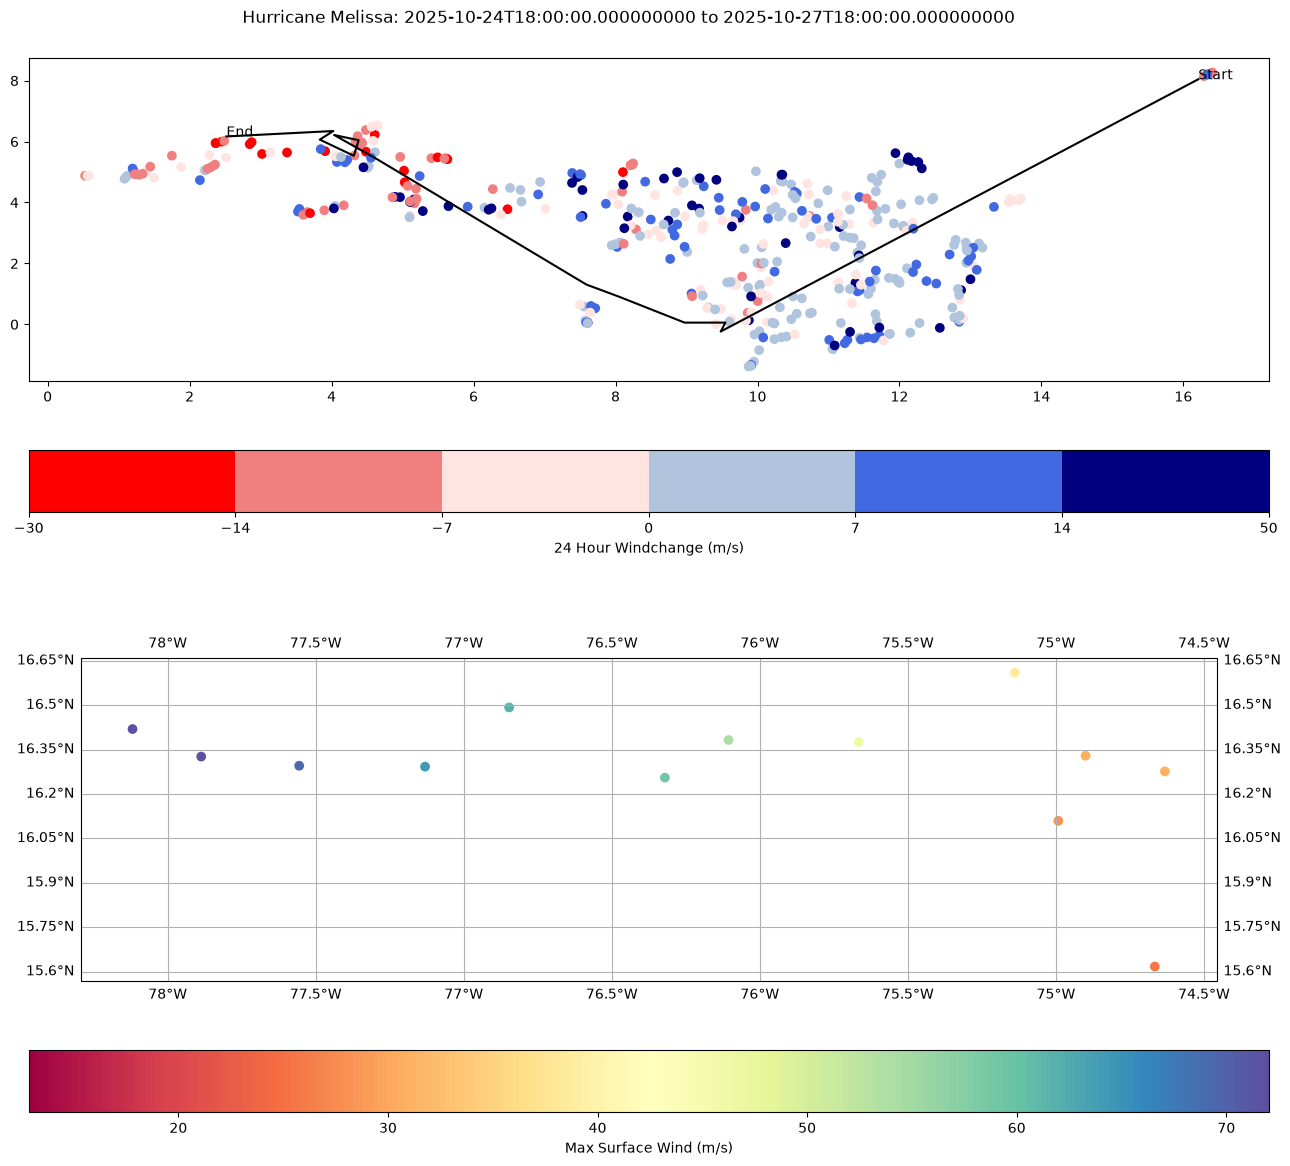 Hurricane Melissa: 2025-10-24T18:00:00.000000000 to 2025-10-27T18:00:00.000000000
8
Start
6
End
4
2
0
0 2 4 6 8 10 12 14 16
−30 −14 −7 0 7 14 50
24 Hour Windchange (m/s)
78°W 77.5°W 77°W 76.5°W 76°W 75.5°W 75°W 74.5°W
16.65°N 16.65°N
16.5°N 16.5°N
16.35°N 16.35°N
16.2°N 16.2°N
16.05°N 16.05°N
15.9°N 15.9°N
15.75°N 15.75°N
15.6°N 15.6°N
78°W 77.5°W 77°W 76.5°W 76°W 75.5°W 75°W 74.5°W
20 30 40 50 60 70
Max Surface Wind (m/s)